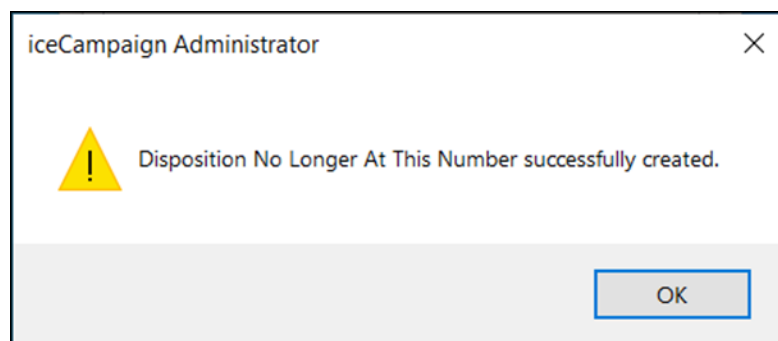 iceCampaign Administrator
Disposition No Longer At This Number successfully created.
OK